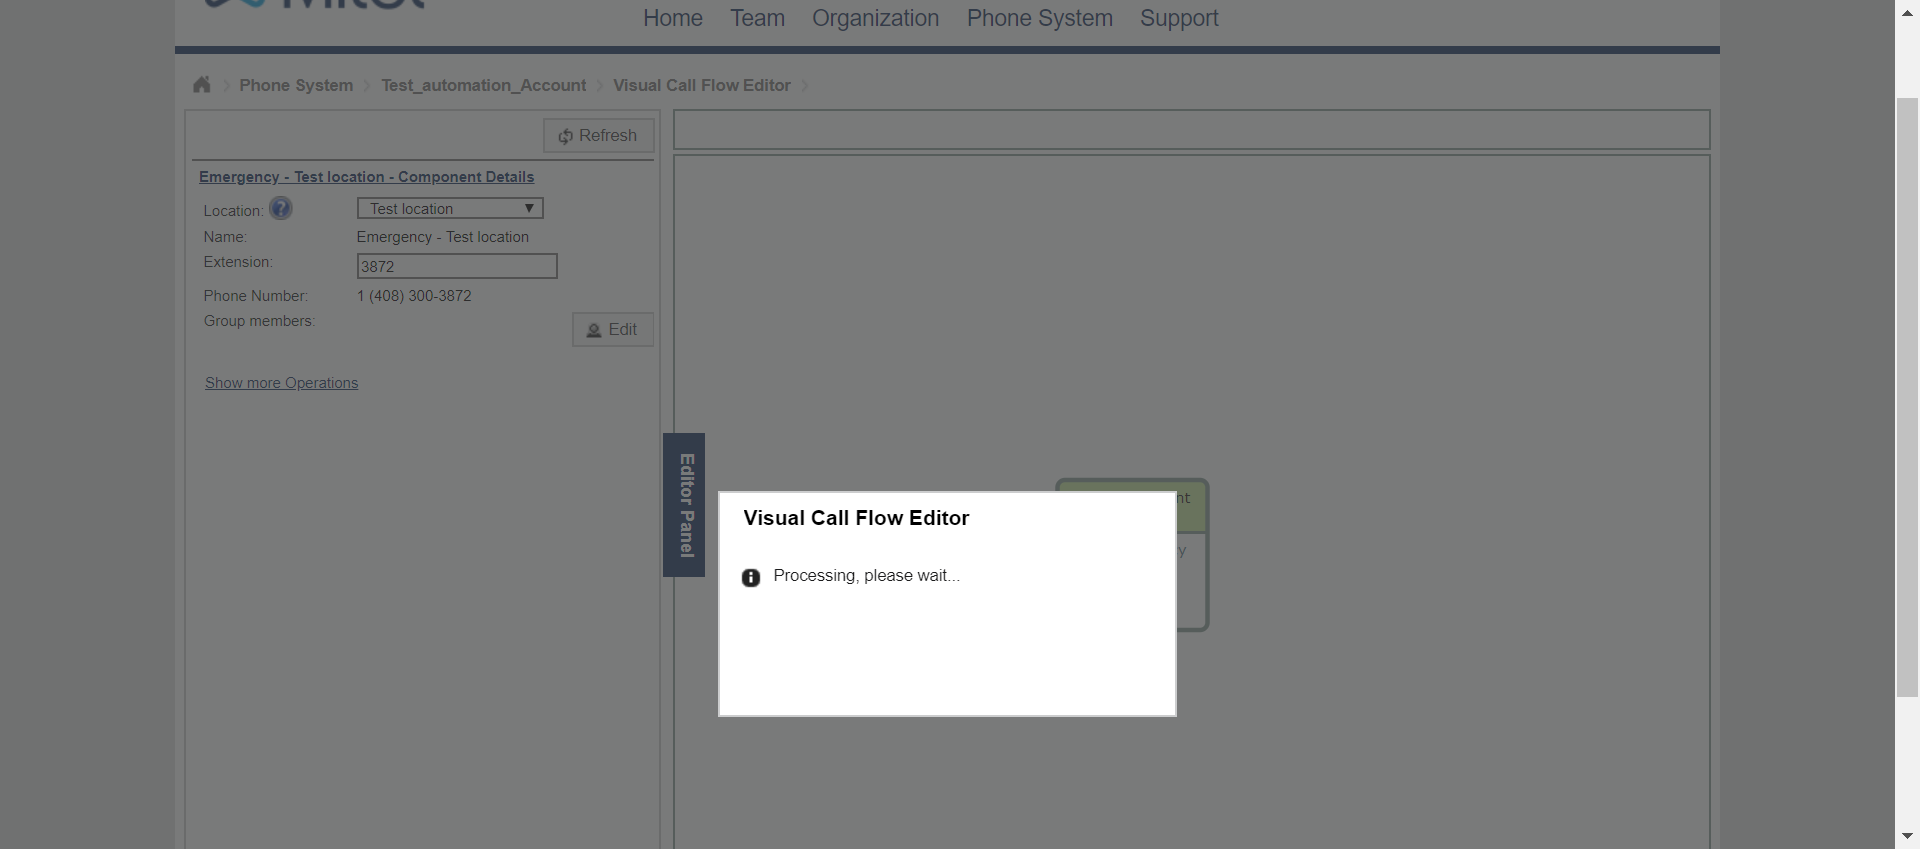 Mitel
Home Team Organization Phone System Support
Phone System Test_automation_Account Visual Call Flow Editor
Refresh
Emergency - Test location - Component Details
Location: ? Test location ▼
Name: Emergency - Test location
Extension: 3872
Phone Number: 1 (408) 300-3872
Group members:
Edit
Show more Operations
Editor Panel
Visual Call Flow Editor
Processing, please wait...